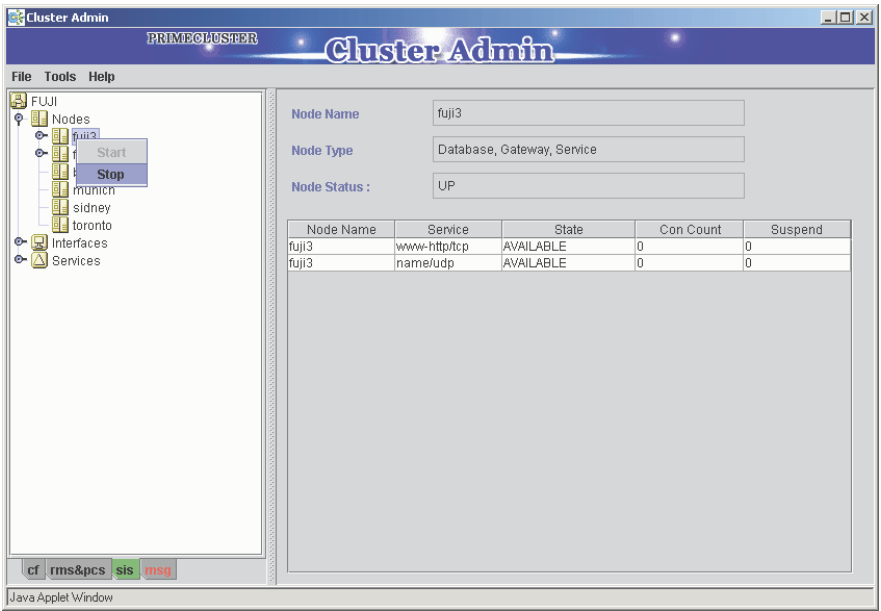 Cluster Admin
PRIMECLUSTER
Cluster Admin
File Tools Help
FUJI
Nodes
fuji3
f
Start
b
Stop
munich
sidney
toronto
Interfaces
Services
Node Name fuji3
Node Type Database, Gateway, Service
Node Status : UP
Node Name Service State Con Count Suspend
fuji3 www-http/tcp AVAILABLE 0 0
fuji3 name/udp AVAILABLE 0 0
cf rms&pcs sis msg
Java Applet Window